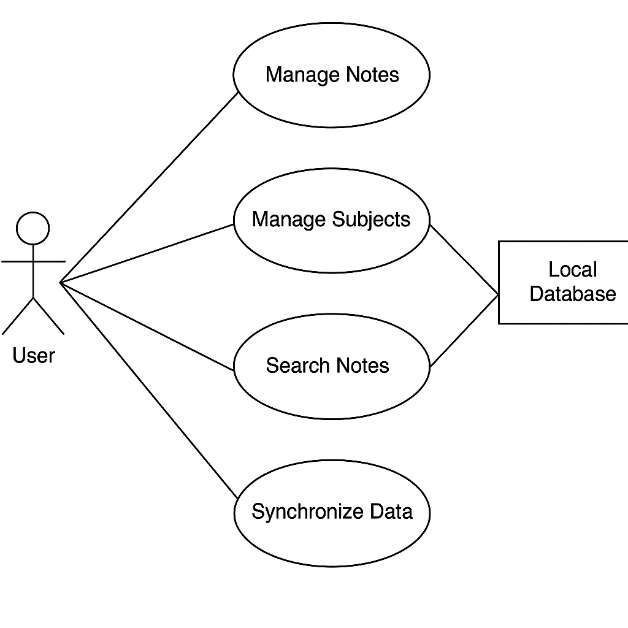 Manage Notes
Manage Subjects
Local
Database
User
Search Notes
Synchronize Data